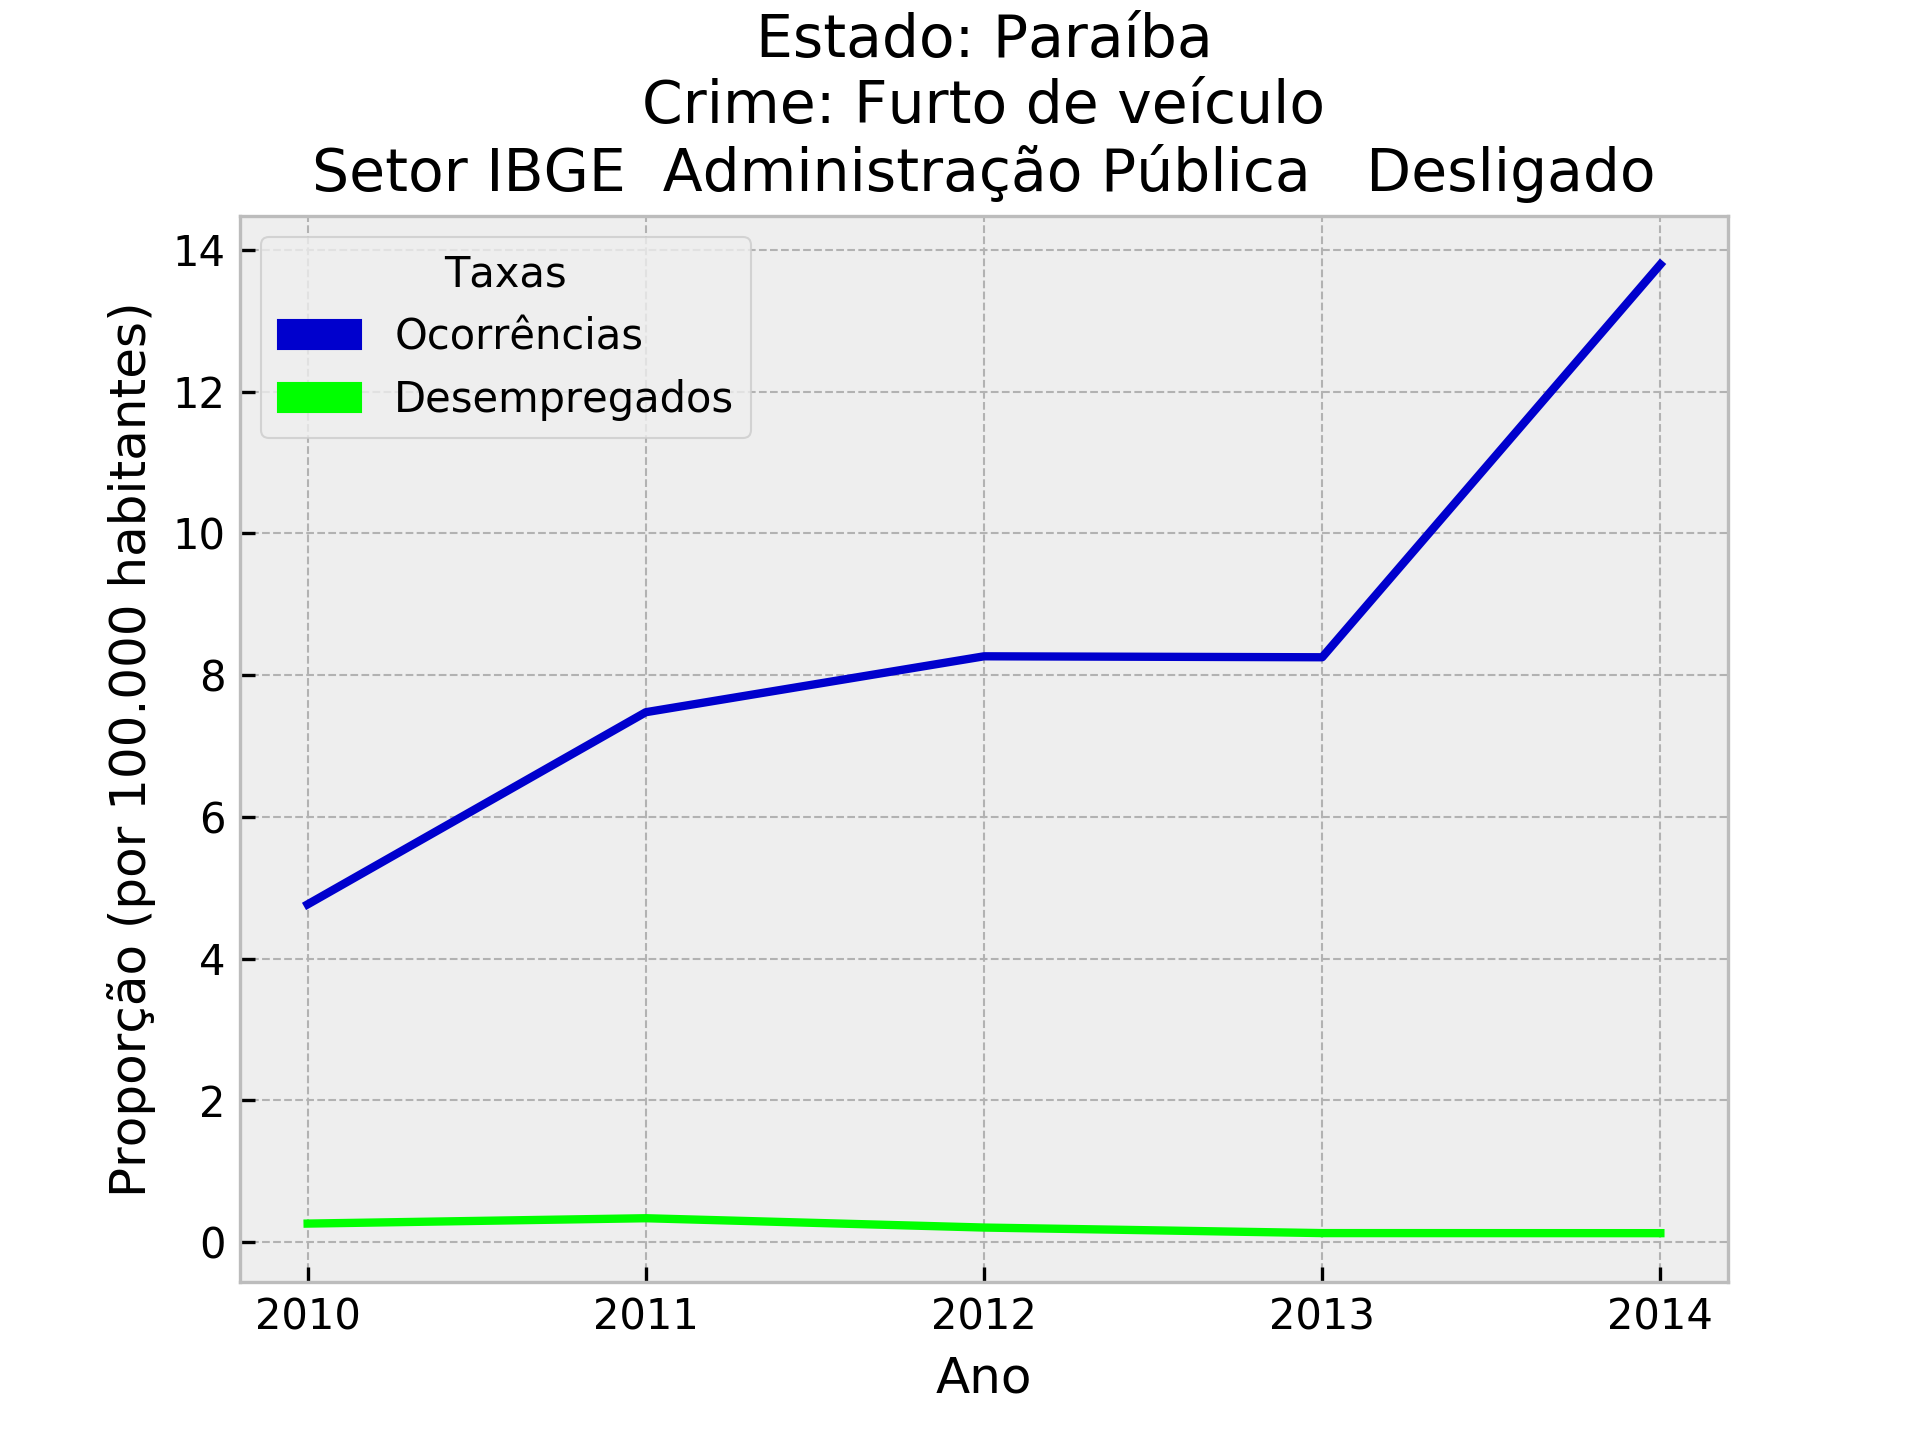 Estado: Paraíba
Crime: Furto de veículo
Setor IBGE  Administração Pública   Desligado
Taxas
Ocorrências
Desempregados
Proporção (por 100.000 habitantes)
14
12
10
8
6
4
2
0
2010
2011
2012
2013
2014
Ano